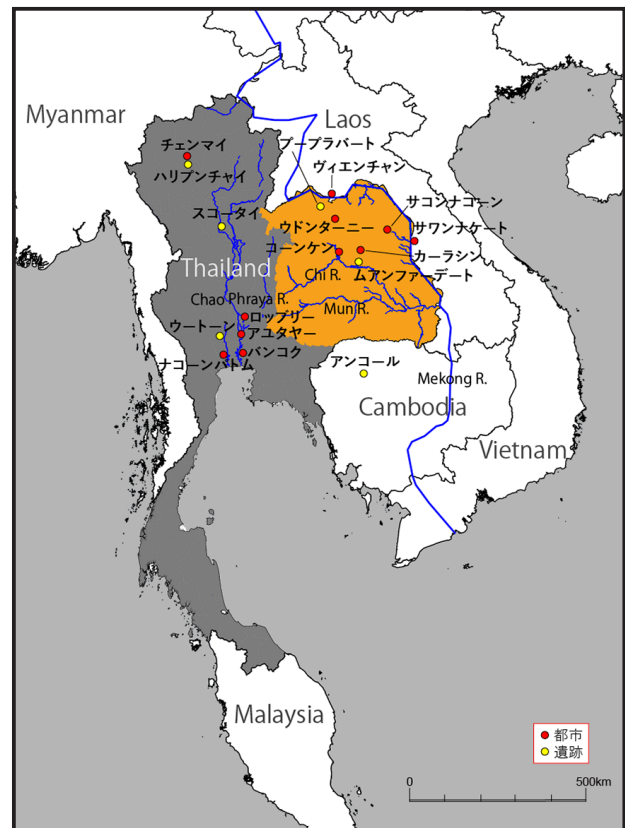 Myanmar
Laos
チェンマイ
プープラバート
ハリプンチャイ
ヴィエンチャン
スコータイ
サコンナコーン
ウドンターニー
サワンナケート
コーンケン
カーラシン
Thailand
Chi R.
ムアンファーデート
Chao Phraya R.
Mun R.
ロッブリー
ウートーン
アユタヤー
バンコク
ナコーンパトム
アンコール
Mekong R.
Cambodia
Vietnam
Malaysia
都市
遺跡
0
500km